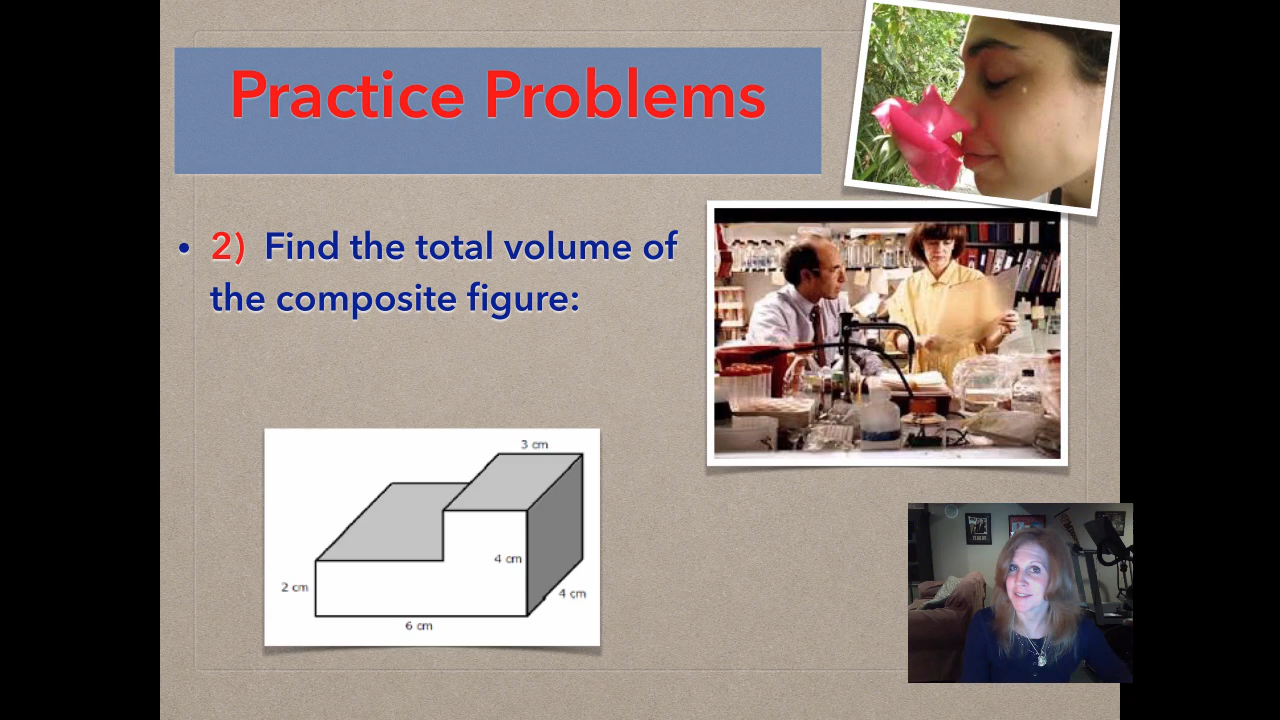 Practice Problems
• 2) Find the total volume of
the composite figure:
3 cm
4 cm
2 cm
4 cm
6 cm